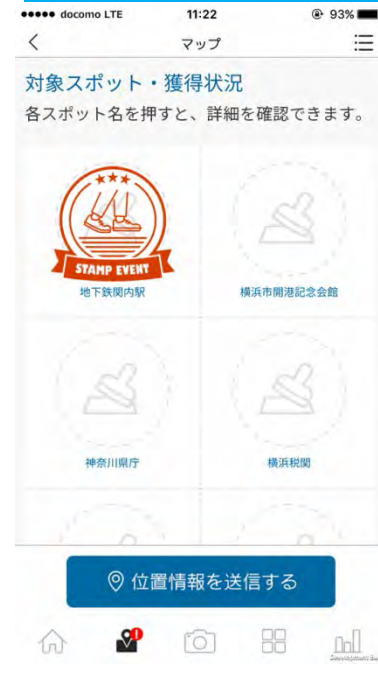 docomo LTE 11:22 93%
マップ
対象スポット・獲得状況
各スポット名を押すと、詳細を確認できます。
STAMP EVENT
地下鉄関内駅
横浜市開港記念会館
神奈川県庁
横浜税関
位置情報を送信する
1